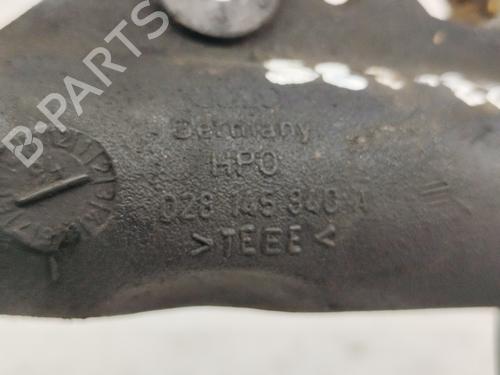 Germany
HPO
028 145 840 A
>TEEE<
B-PARTS